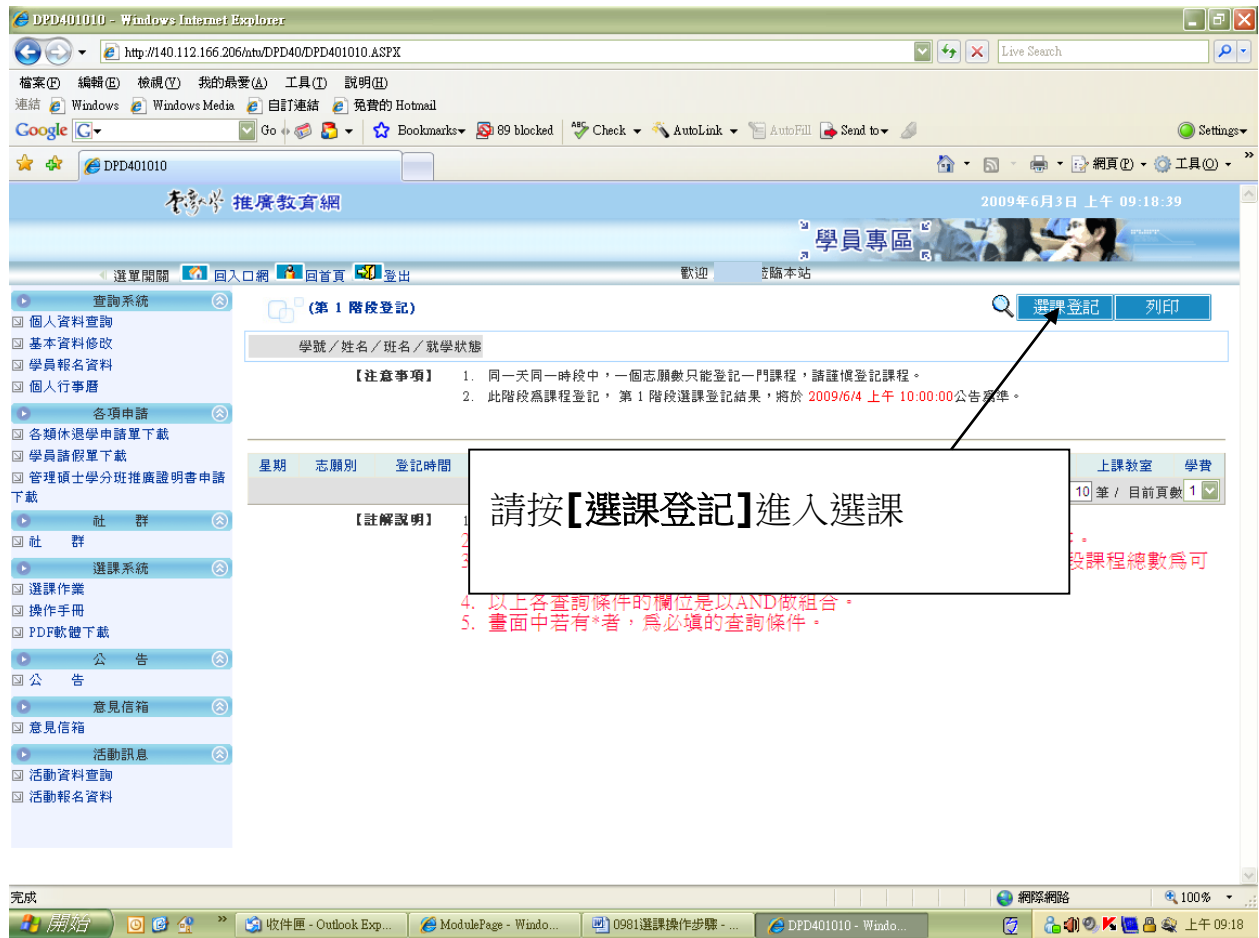 DPD401010 - Windows Internet Explorer
http://140.112.166.206/ntu/DPD40/DPD401010.ASPX
Live Search
檔案(F) 編輯(E) 檢視(V) 我的最愛(A) 工具(T) 說明(H)
連結 Windows Windows Media 自訂連結 免費的 Hotmail
Google G Go Bookmarks 89 blocked ABC Check AutoLink AutoFill Send to Settings
DPD401010 網頁(P) 工具(O) »
推廣教育網 2009年6月3日 上午 09:18:39
學員專區
選單開關 回入口網 回首頁 登出 歡迎 蒞臨本站
查詢系統
個人資料查詢
基本資料修改
學員報名資料
個人行事曆
各項申請
各類休退學申請單下載
學員請假單下載
管理碩士學分班推廣證明書申請
下載
社 群
社 群
選課系統
選課作業
操作手冊
PDF軟體下載
公 告
公 告
意見信箱
意見信箱
活動訊息
活動資料查詢
活動報名資料
(第 1 階段登記) 選課登記 列印
學號／姓名／班名／就學狀態
【注意事項】 1. 同一天同一時段中，一個志願數只能登記一門課程，請謹慎登記課程。
2. 此階段為課程登記， 第 1 階段選課登記結果，將於 2009/6/4 上午 10:00:00公告為準。
星期 志願別 登記時間 上課教室 學費
10 筆 / 目前頁數 1
請按【選課登記】進入選課
【註解說明】 1
2
3 段課程總數為可
4. 以上各查詢條件的欄位是以AND做組合。
5. 畫面中若有*者，為必填的查詢條件。
完成 網際網路 100%
開始 » 收件匣 - Outlook Exp... ModulePage - Windo... 0981選課操作步驟 - ... DPD401010 - Windo... 上午 09:18